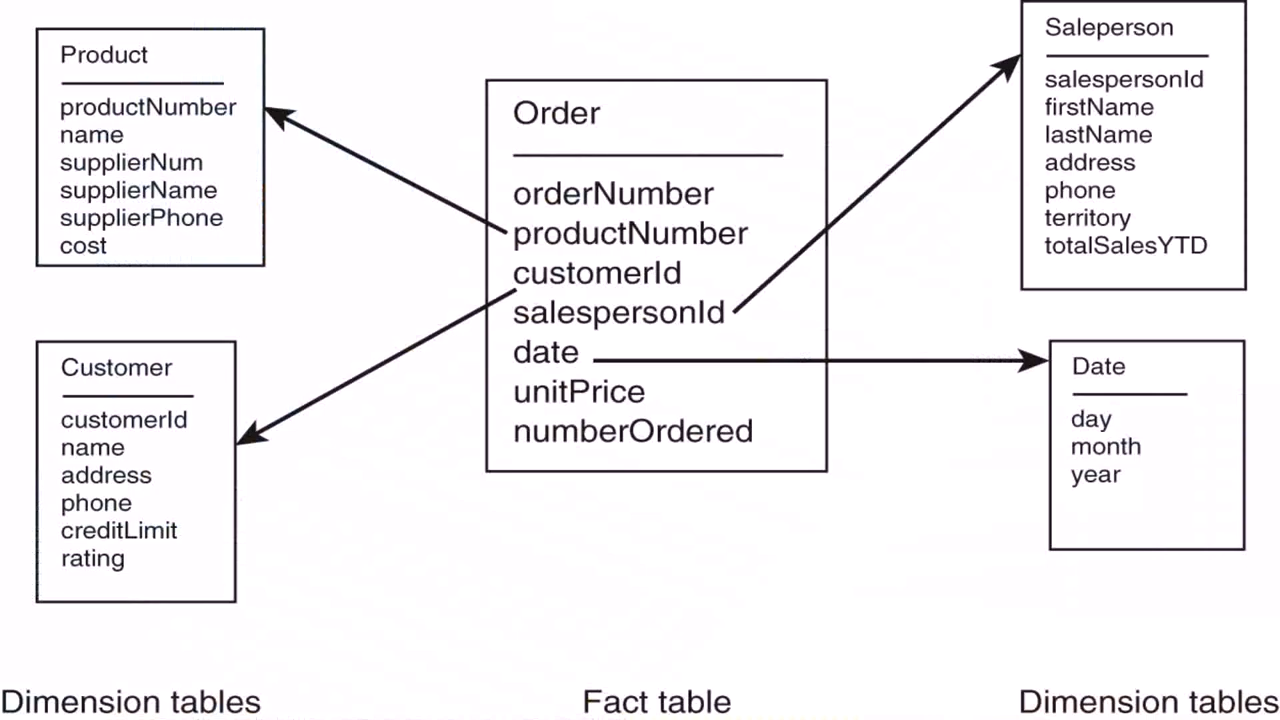 Product
productNumber
name
supplierNum
supplierName
supplierPhone
cost
Customer
customerId
name
address
phone
creditLimit
rating
Order
orderNumber
productNumber
customerId
salespersonId
date
unitPrice
numberOrdered
Saleperson
salespersonId
firstName
lastName
address
phone
territory
totalSalesYTD
Date
day
month
year
Dimension tables
Fact table
Dimension tables